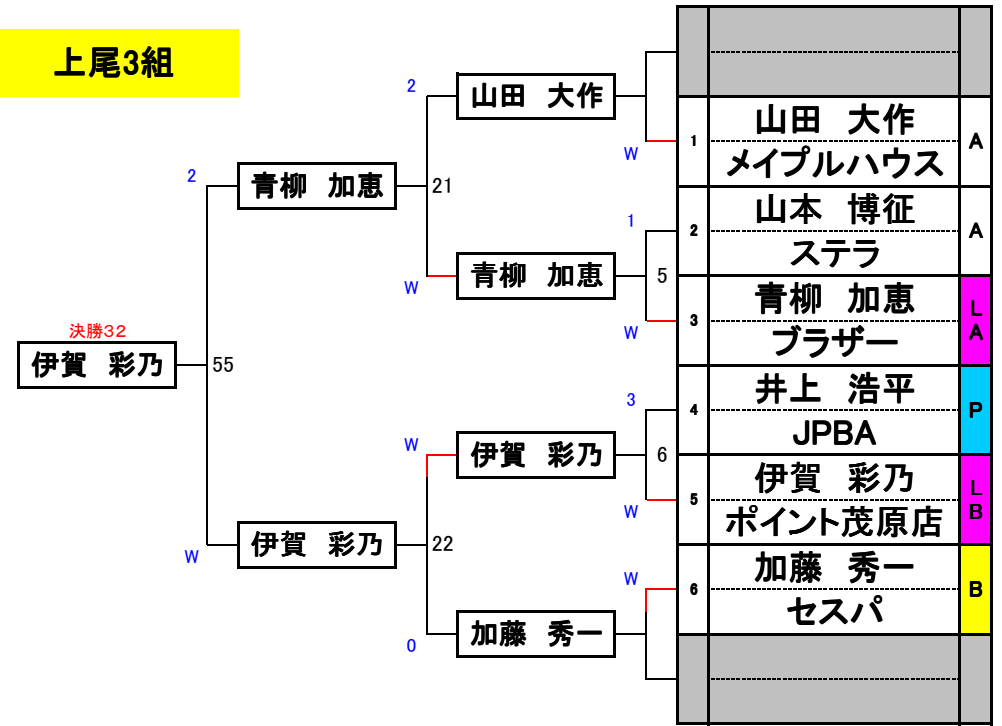 上尾3組
決勝32
伊賀　彩乃
55
2
青柳　加恵
21
W
伊賀　彩乃
22
2
山田　大作
W
青柳　加恵
5
W
伊賀　彩乃
6
0
加藤　秀一
W
1
W
3
W
W
1
山田　大作
メイプルハウス
A
2
山本　博征
ステラ
A
3
青柳　加恵
ブラザー
L
A
4
井上　浩平
JPBA
P
5
伊賀　彩乃
ポイント茂原店
L
B
6
加藤　秀一
セスパ
B